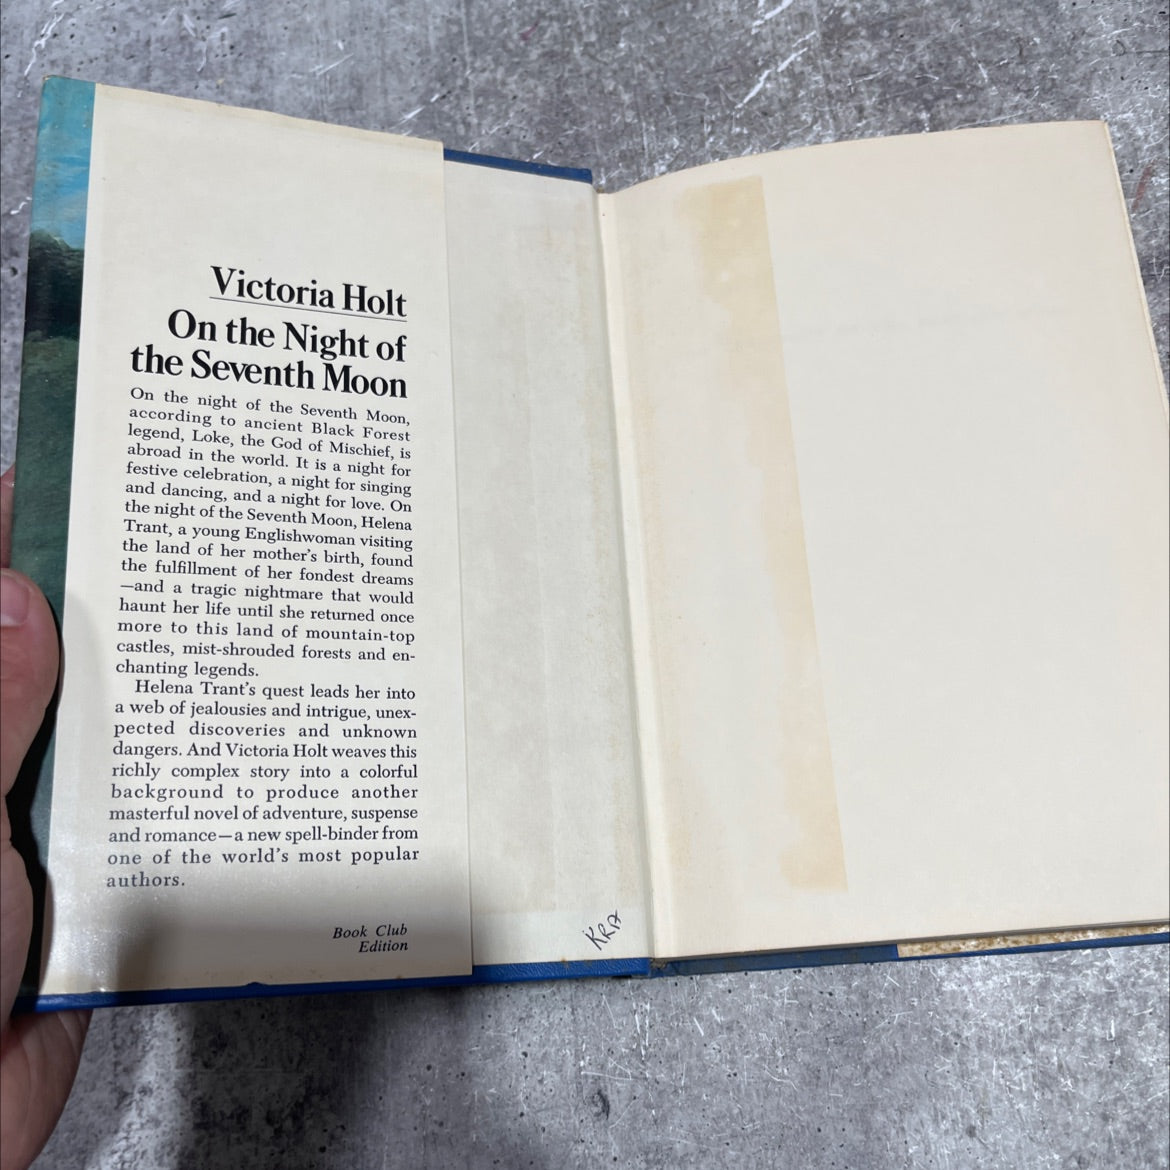 Victoria Holt
On the Night of
the Seventh Moon
On the night of the Seventh Moon,
according to ancient Black Forest
legend, Loke, the God of Mischief, is
abroad in the world. It is a night for
festive celebration, a night for singing
and dancing, and a night for love. On
the night of the Seventh Moon, Helena
Trant, a young Englishwoman visiting
the land of her mother's birth, found
the fulfillment of her fondest dreams
—and a tragic nightmare that would
haunt her life until she returned once
more to this land of mountain-top
castles, mist-shrouded forests and en-
chanting legends.
Helena Trant's quest leads her into
a web of jealousies and intrigue, unex-
pected discoveries and unknown
dangers. And Victoria Holt weaves this
richly complex story into a colorful
background to produce another
masterful novel of adventure, suspense
and romance—a new spell-binder from
one of the world's most popular
authors.
Book Club
Edition